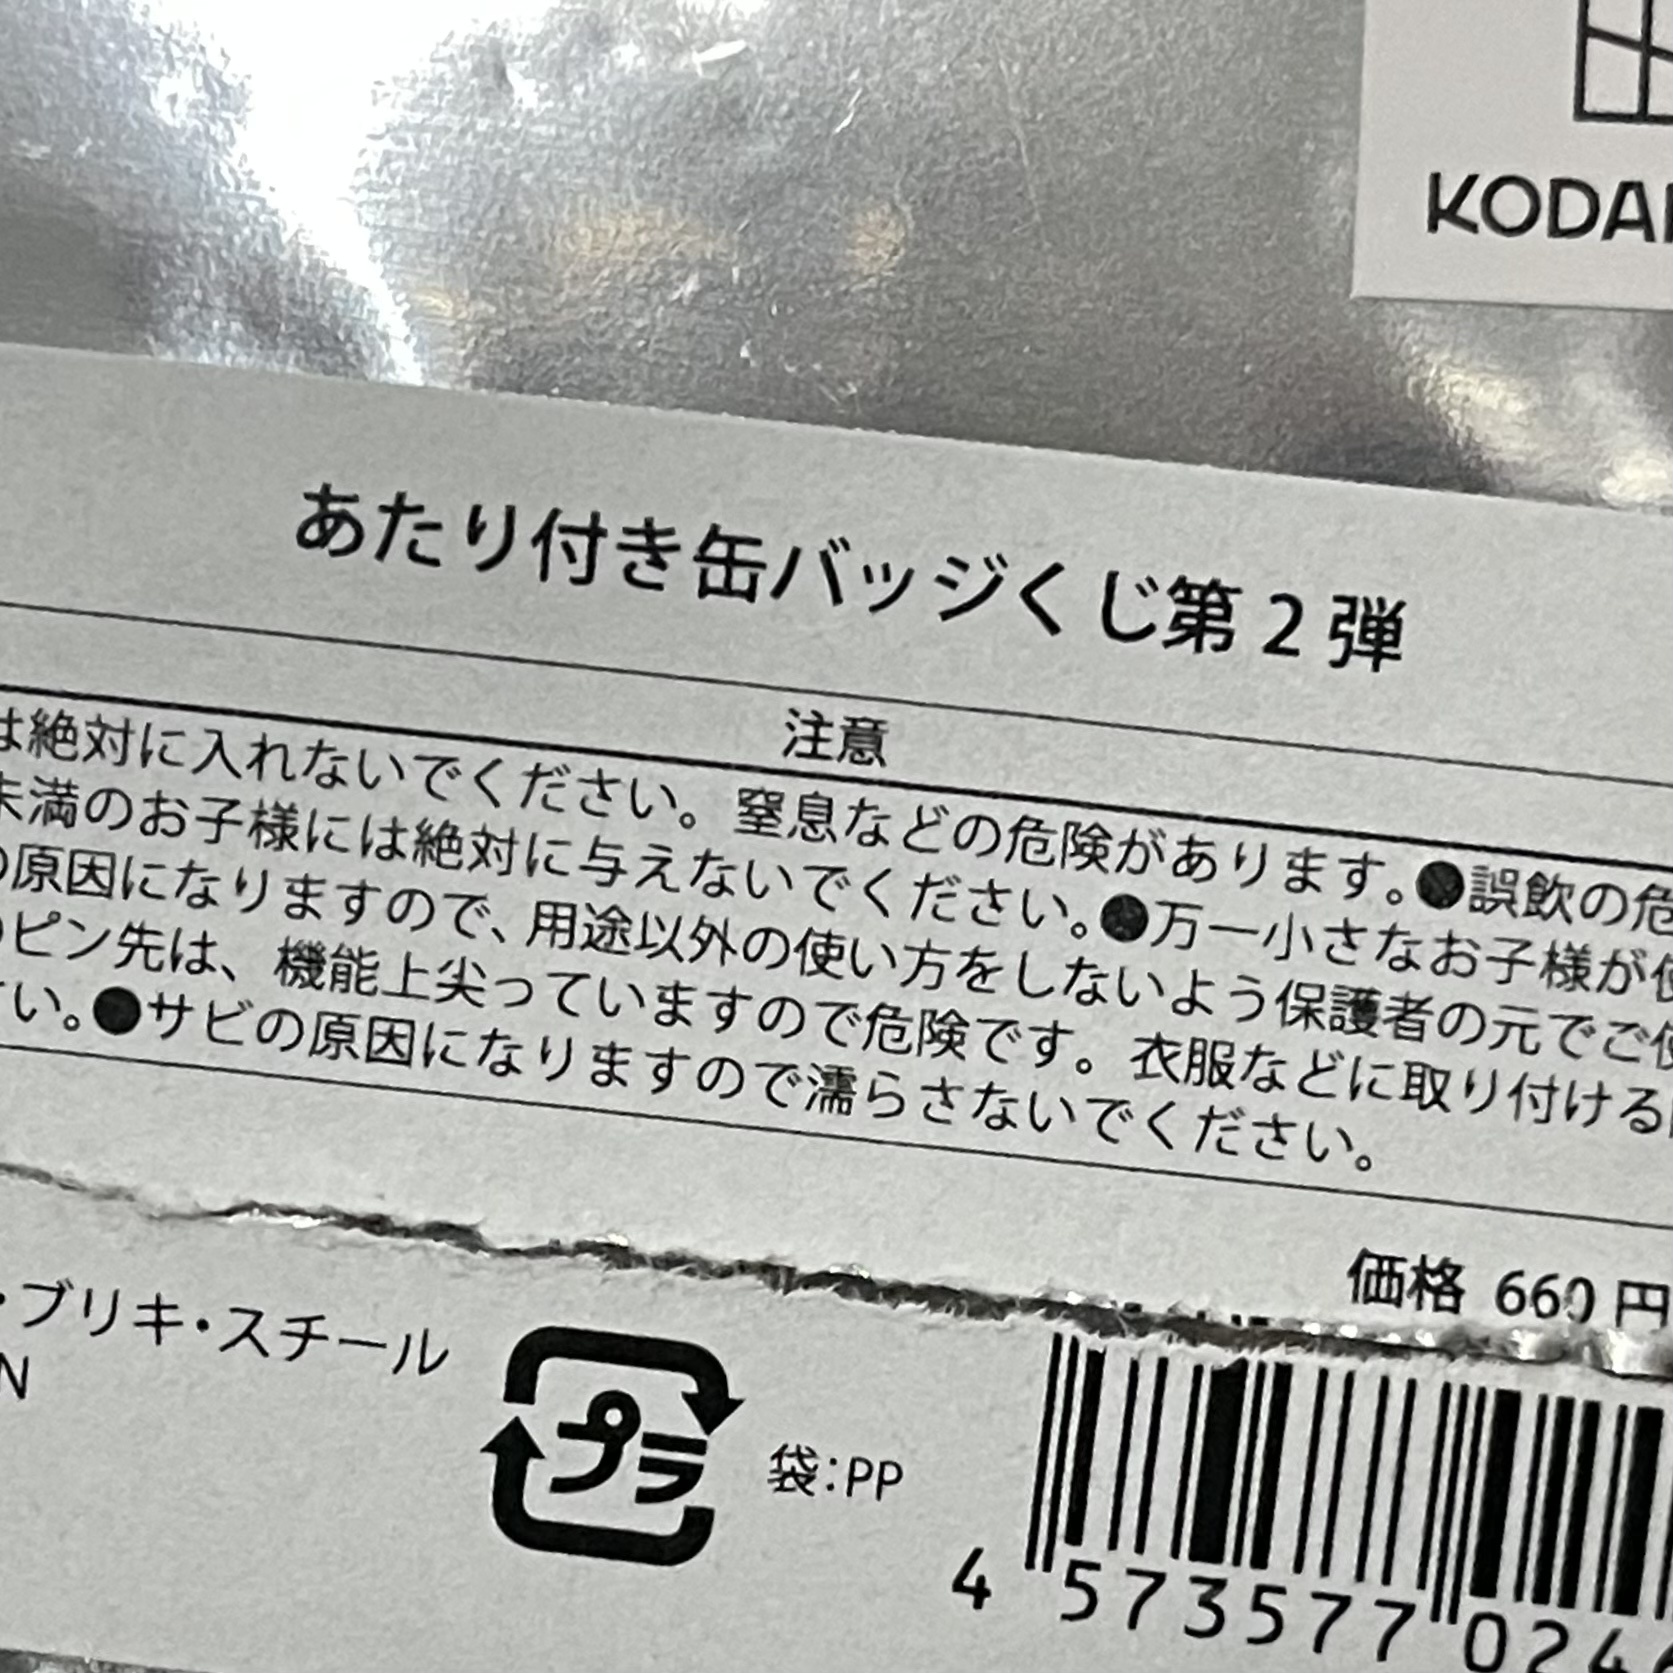 KODA
あたり付き缶バッジくじ第2弾
注意
は絶対に入れないでください。窒息などの危険があります。●誤飲の危
未満のお子様には絶対に与えないでください。●万一小さなお子様が使
の原因になりますので、用途以外の使い方をしないよう保護者の元でご使
のピン先は、機能上尖っていますので危険です。衣服などに取り付ける
い。●サビの原因になりますので濡らさないでください。
価格 660円
・ブリキ・スチール
N
プラ
袋:PP
4 573577 024